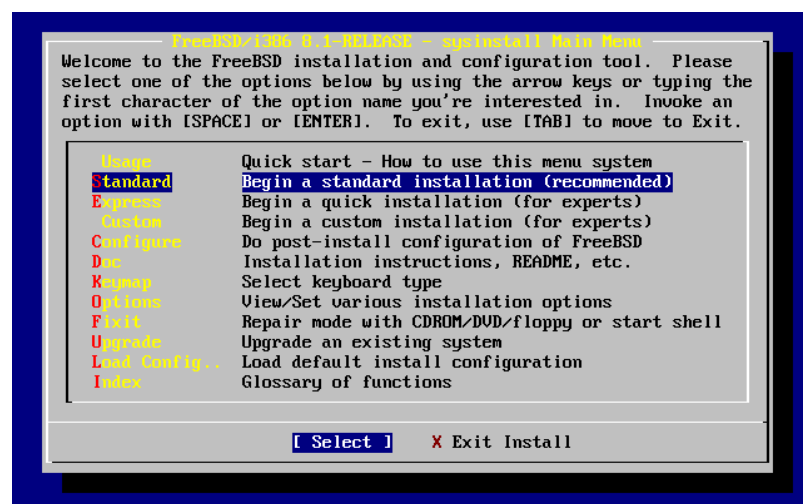 FreeBSD/i386 8.1-RELEASE - sysinstall Main Menu
Welcome to the FreeBSD installation and configuration tool.  Please
select one of the options below by using the arrow keys or typing the
first character of the option name you're interested in.  Invoke an
option with [SPACE] or [ENTER].  To exit, use [TAB] to move to Exit.
Usage Quick start - How to use this menu system
Standard Begin a standard installation (recommended)
Express Begin a quick installation (for experts)
Custom Begin a custom installation (for experts)
Configure Do post-install configuration of FreeBSD
Doc Installation instructions, README, etc.
Keymap Select keyboard type
Options View/Set various installation options
Fixit Repair mode with CDROM/DVD/floppy or start shell
Upgrade Upgrade an existing system
Load Config.. Load default install configuration
Index Glossary of functions
[ Select ] X Exit Install